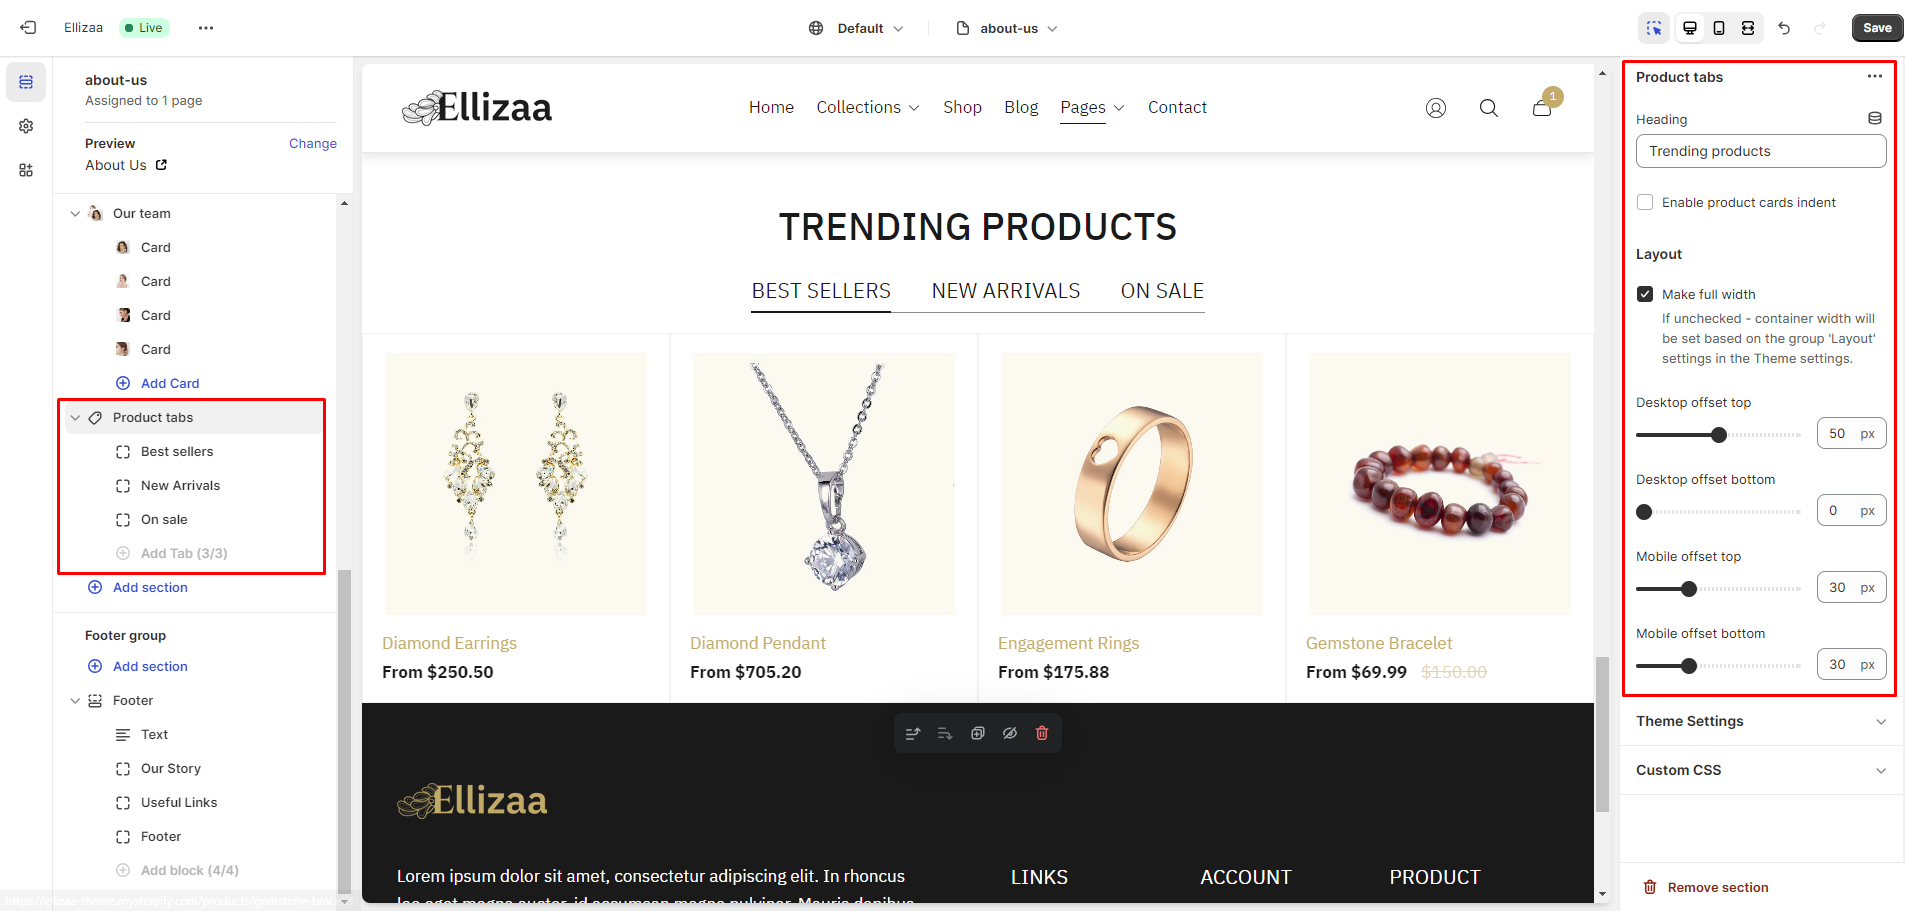 Ellizaa
Live
Default
about-us
Save
about-us
Assigned to 1 page
Preview
Change
About Us
Our team
Card
Card
Card
Card
Add Card
Product tabs
Best sellers
New Arrivals
On sale
Add Tab (3/3)
Add section
Footer group
Add section
Footer
Text
Our Story
Useful Links
Footer
Add block (4/4)
Ellizaa
Home
Collections
Shop
Blog
Pages
Contact
1
TRENDING PRODUCTS
BEST SELLERS
NEW ARRIVALS
ON SALE
Diamond Earrings
From $250.50
Diamond Pendant
From $705.20
Engagement Rings
From $175.88
Gemstone Bracelet
From $69.99 $150.00
Ellizaa
Lorem ipsum dolor sit amet, consectetur adipiscing elit. In rhoncus
LINKS
ACCOUNT
PRODUCT
Product tabs
Heading
Trending products
Enable product cards indent
Layout
Make full width
If unchecked - container width will
be set based on the group 'Layout'
settings in the Theme settings.
Desktop offset top
50 px
Desktop offset bottom
0 px
Mobile offset top
30 px
Mobile offset bottom
30 px
Theme Settings
Custom CSS
Remove section